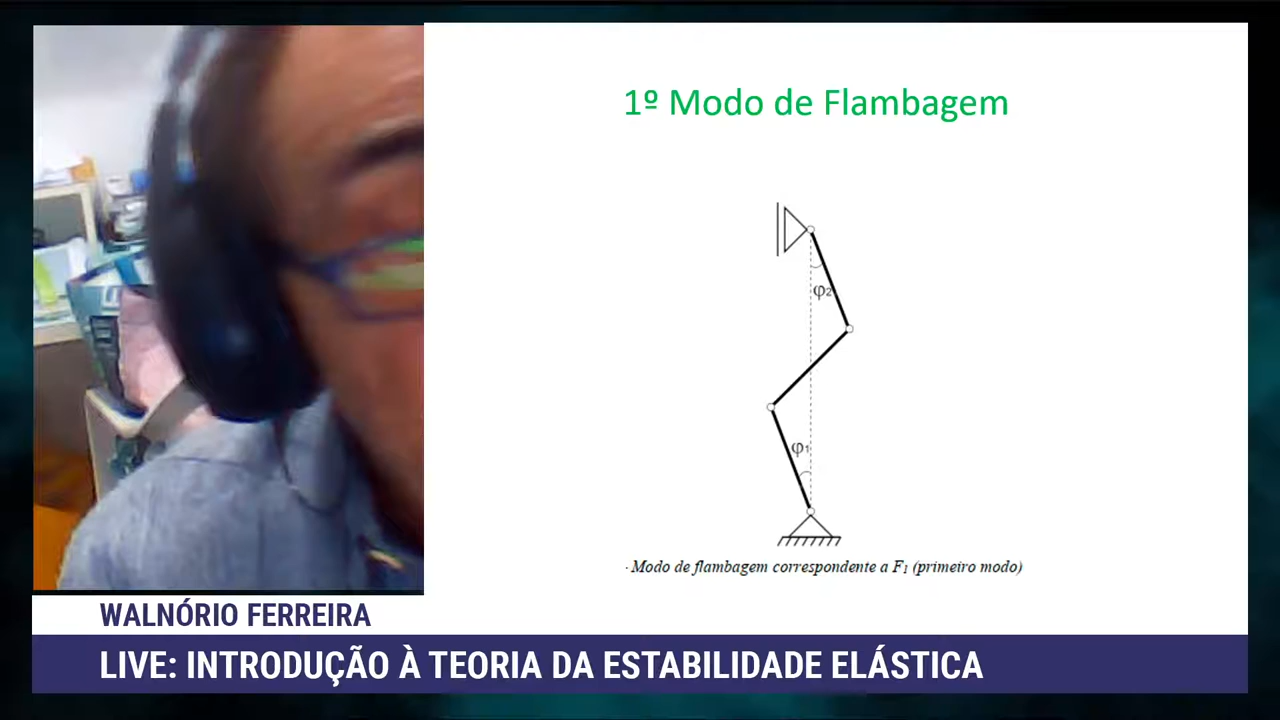 1º Modo de Flambagem
φ2
φ1
· Modo de flambagem correspondente a F1 (primeiro modo)
WALNÓRIO FERREIRA
LIVE: INTRODUÇÃO À TEORIA DA ESTABILIDADE ELÁSTICA